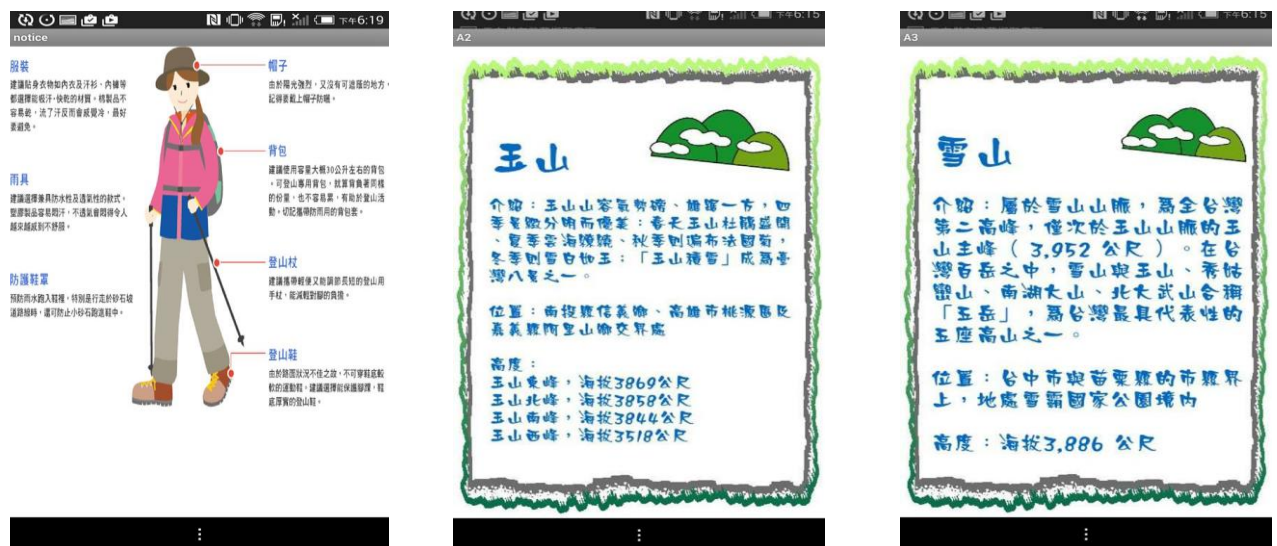 下午6:19
notice
服裝
建議貼身衣物如內衣及汗衫、內褲等
都選擇能吸汗、快乾的材質。棉製品不
容易乾，流了汗反而會感覺冷，最好
要避免。
雨具
建議選擇兼具防水性及透氣性的款式。
塑膠製品容易悶汗，不透氣會悶得令人
越來越感到不舒服。
防護鞋罩
預防雨水跑入鞋裡，特別是行走於砂石坡
道路線時，還可防止小砂石跑進鞋中。
帽子
由於陽光強烈，又沒有可遮蔭的地方，
記得要戴上帽子防曬。
背包
建議使用容量大概30公升左右的背包
，可登山專用背包，就算背負著同樣
的份量，也不容易累，有助於登山活
動。切記攜帶防雨用的背包套。
登山杖
建議攜帶輕便又能調節長短的登山用
手杖，能減輕對腳的負擔。
登山鞋
由於路面狀況不佳之故，不可穿鞋底較
軟的運動鞋。建議選擇能保護腳踝，鞋
底厚實的登山鞋。
下午6:15
A2
玉山
介紹：玉山山容氣勢磅、雄鎮一方，四
季景緻分明而優美：春天玉山杜鵑盛開
、夏季雲海嬈嬈、秋季則遍布法國菊，
冬季則雪白如玉；「玉山積雪」成為臺
灣八景之一。
位置：南投縣信義鄉、高雄市桃源區及
嘉義縣阿里山鄉交界處
高度：
玉山東峰，海拔3869公尺
玉山北峰，海拔3858公尺
玉山南峰，海拔3844公尺
玉山西峰，海拔3518公尺
下午6:15
A3
雪山
介紹：屬於雪山山脈，為全台灣
第二高峰，僅次於玉山山脈的玉
山主峰（3,952 公尺）。在台
灣百岳之中，雪山與玉山、秀姑
巒山、南湖大山、北大武山合稱
「五岳」，為台灣最具代表性的
五座高山之一。
位置：台中市與苗栗縣的市縣界
上，地處雪霸國家公園境內
高度：海拔3,886 公尺